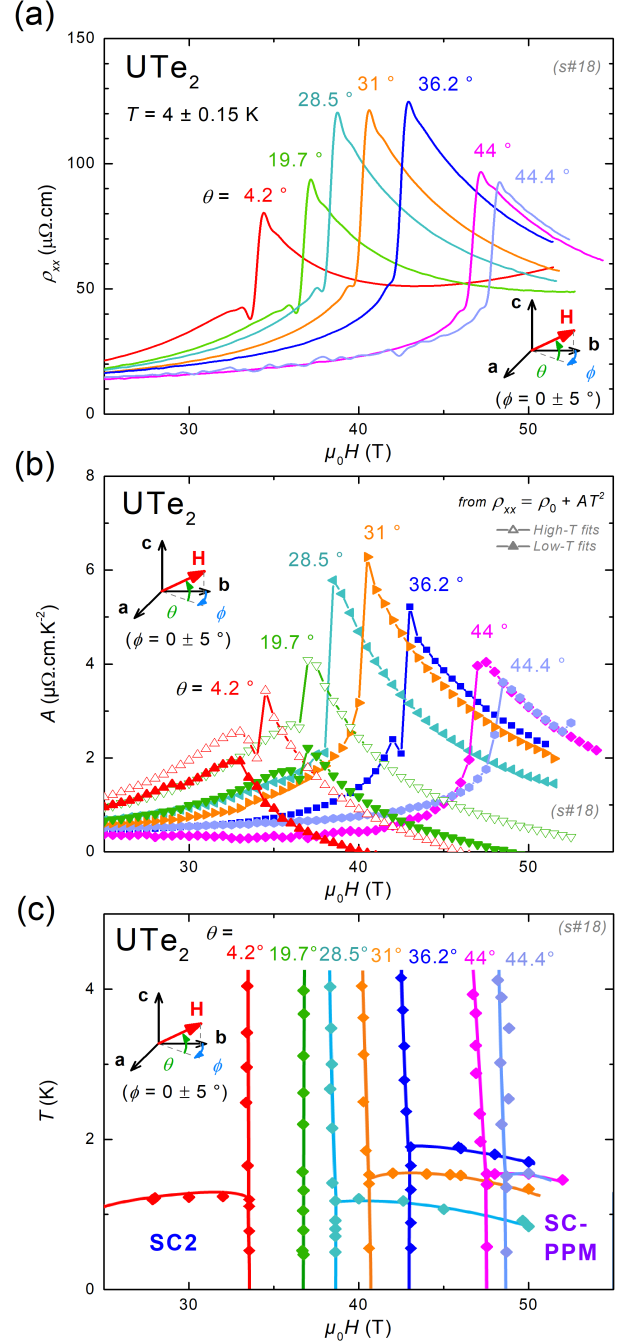 (a)
UTe2
(s#18)
T = 4 ± 0.15 K
θ = 4.2 °
19.7 °
28.5 °
31 °
36.2 °
44 °
44.4 °
150
100
50
0
ρxx (μΩ.cm)
c
H
b
a
θ
ϕ
(ϕ = 0 ± 5 °)
30 40 50
μ0H (T)
(b)
UTe2
from ρxx = ρ0 + AT²
High-T fits
Low-T fits
c
H
b
a
θ
ϕ
(ϕ = 0 ± 5 °)
θ = 4.2 °
19.7 °
28.5 °
31 °
36.2 °
44 °
44.4 °
(s#18)
8
6
4
2
0
A (μΩ.cm.K⁻²)
30 40 50
μ0H (T)
(c)
UTe2
θ =
(s#18)
4.2° 19.7° 28.5° 31° 36.2° 44° 44.4°
c
H
b
a
θ
ϕ
(ϕ = 0 ± 5 °)
SC2
SC-
PPM
4
2
0
T (K)
30 40 50
μ0H (T)